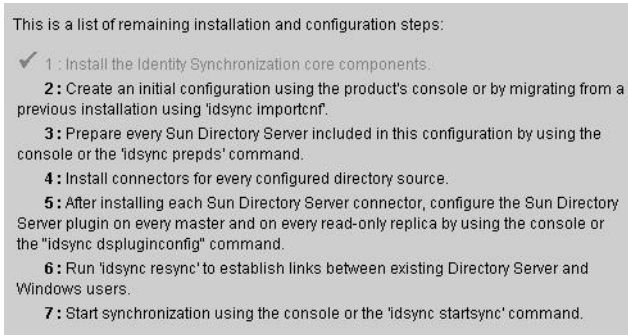 This is a list of remaining installation and configuration steps:
1 : Install the Identity Synchronization core components.
2 : Create an initial configuration using the product's console or by migrating from a
previous installation using 'idsync importcnf'.
3 : Prepare every Sun Directory Server included in this configuration by using the
console or the 'idsync prepds' command.
4 : Install connectors for every configured directory source.
5 : After installing each Sun Directory Server connector, configure the Sun Directory
Server plugin on every master and on every read-only replica by using the console or
the "idsync dspluginconfig" command.
6 : Run 'idsync resync' to establish links between existing Directory Server and
Windows users.
7 : Start synchronization using the console or the 'idsync startsync' command.